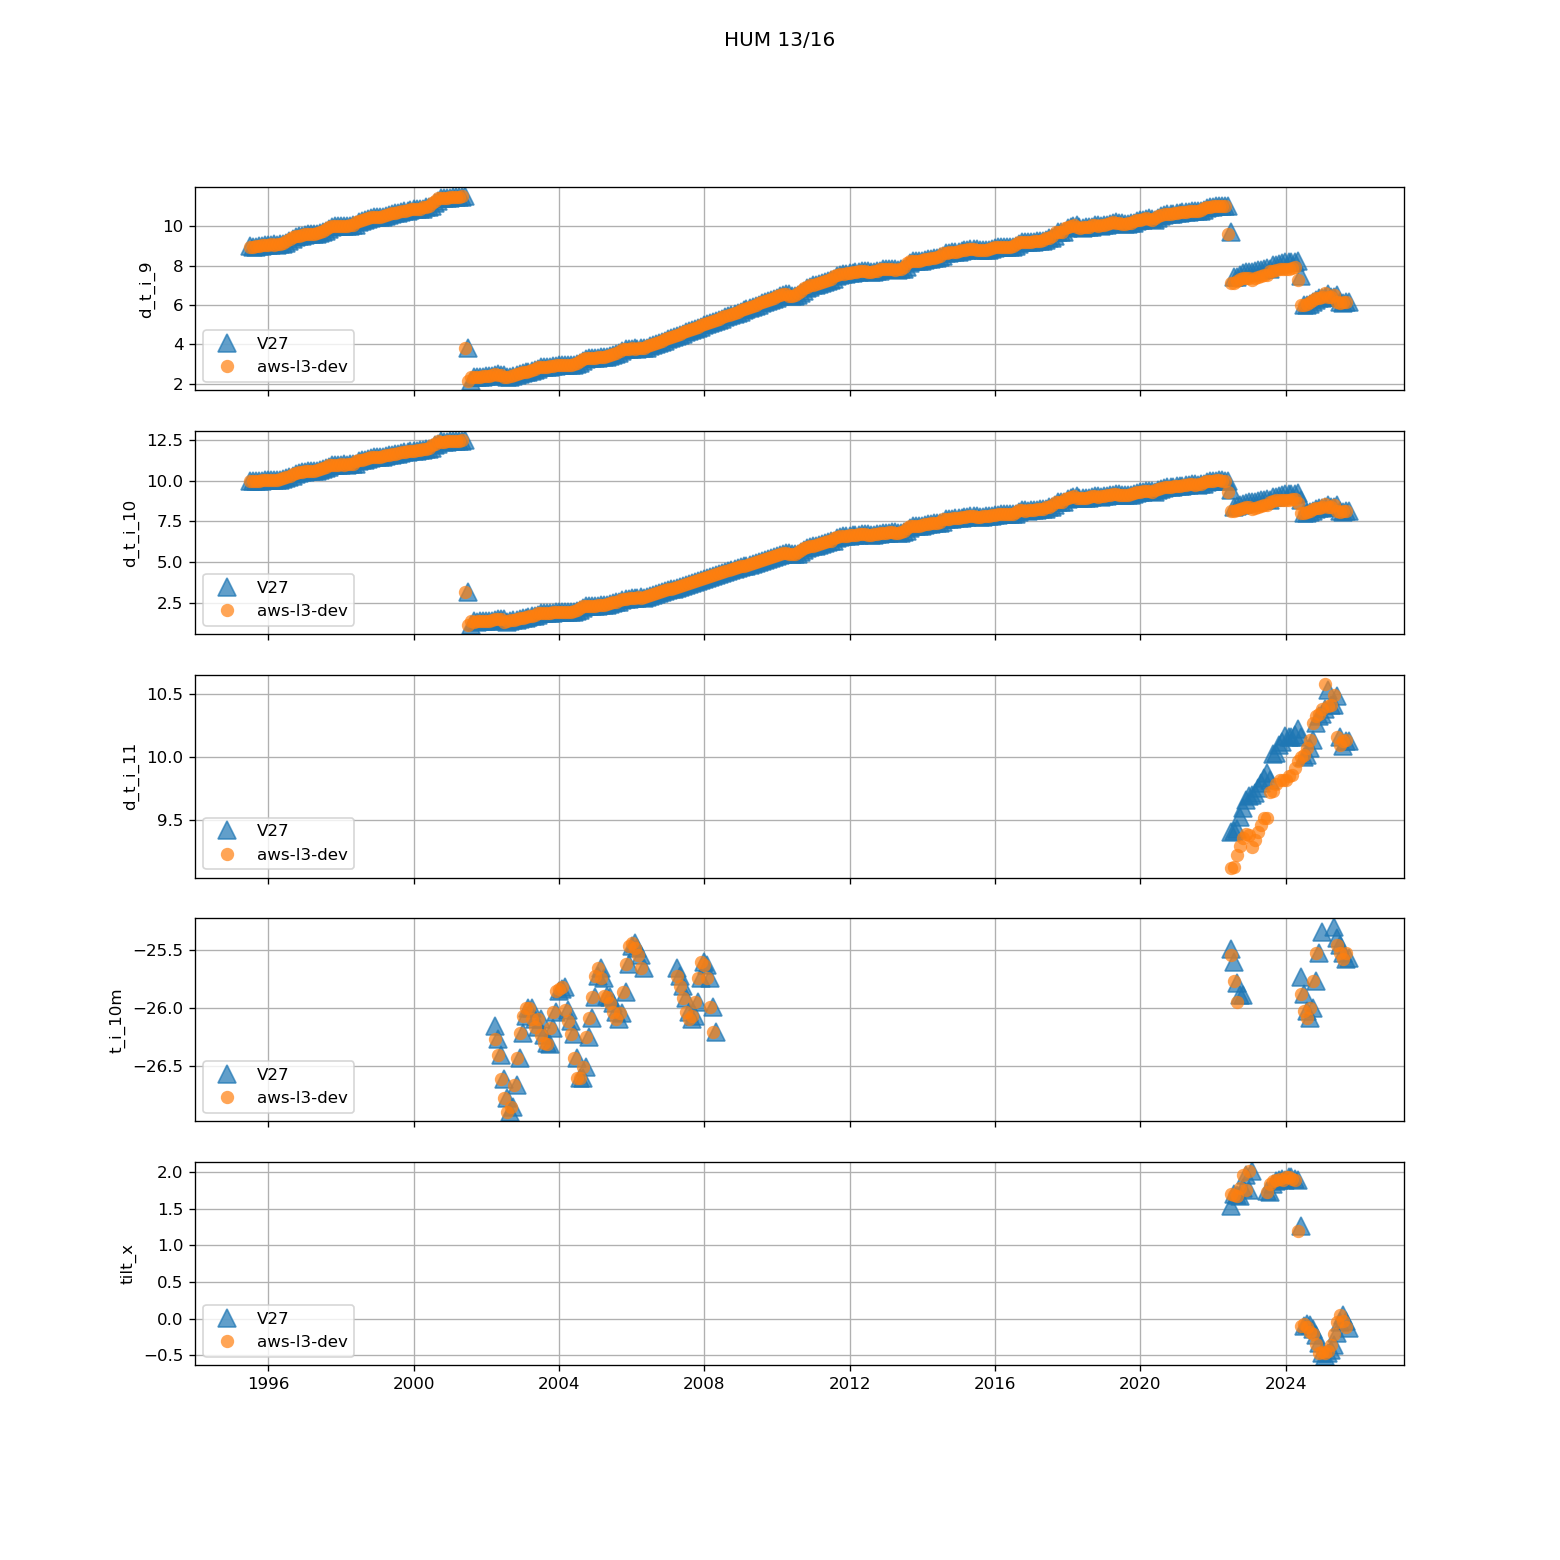 HUM 13/16
10
8
6
4
2
d_t_i_9
V27
aws-l3-dev
12.5
10.0
7.5
5.0
2.5
d_t_i_10
V27
aws-l3-dev
10.5
10.0
9.5
d_t_i_11
V27
aws-l3-dev
−25.5
−26.0
−26.5
t_i_10m
V27
aws-l3-dev
2.0
1.5
1.0
0.5
0.0
−0.5
tilt_x
V27
aws-l3-dev
1996 2000 2004 2008 2012 2016 2020 2024